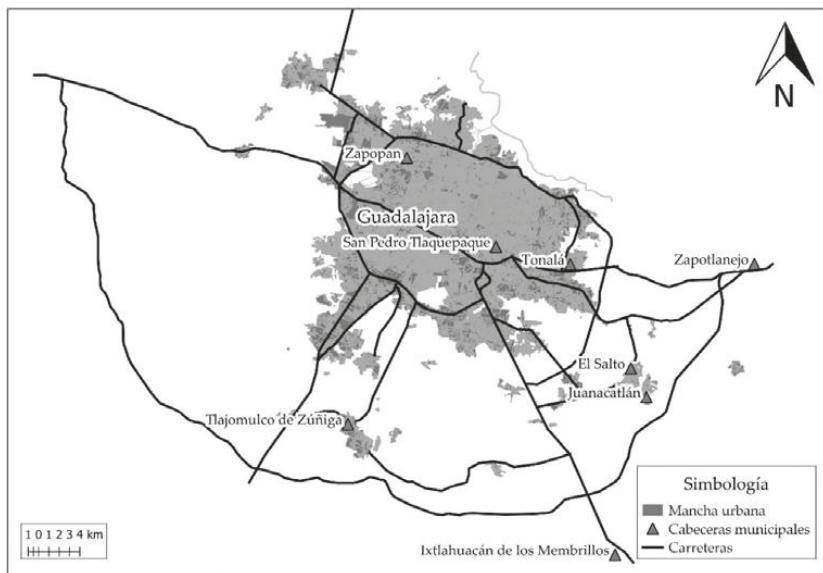 N
Zapopan
Guadalajara
San Pedro Tlaquepaque
Tonalá
Zapotlanejo
El Salto
Juanacatlán
Tlajomulco de Zúñiga
Ixtlahuacán de los Membrillos
1 0 1 2 3 4 km
Simbología
Mancha urbana
Cabeceras municipales
Carreteras